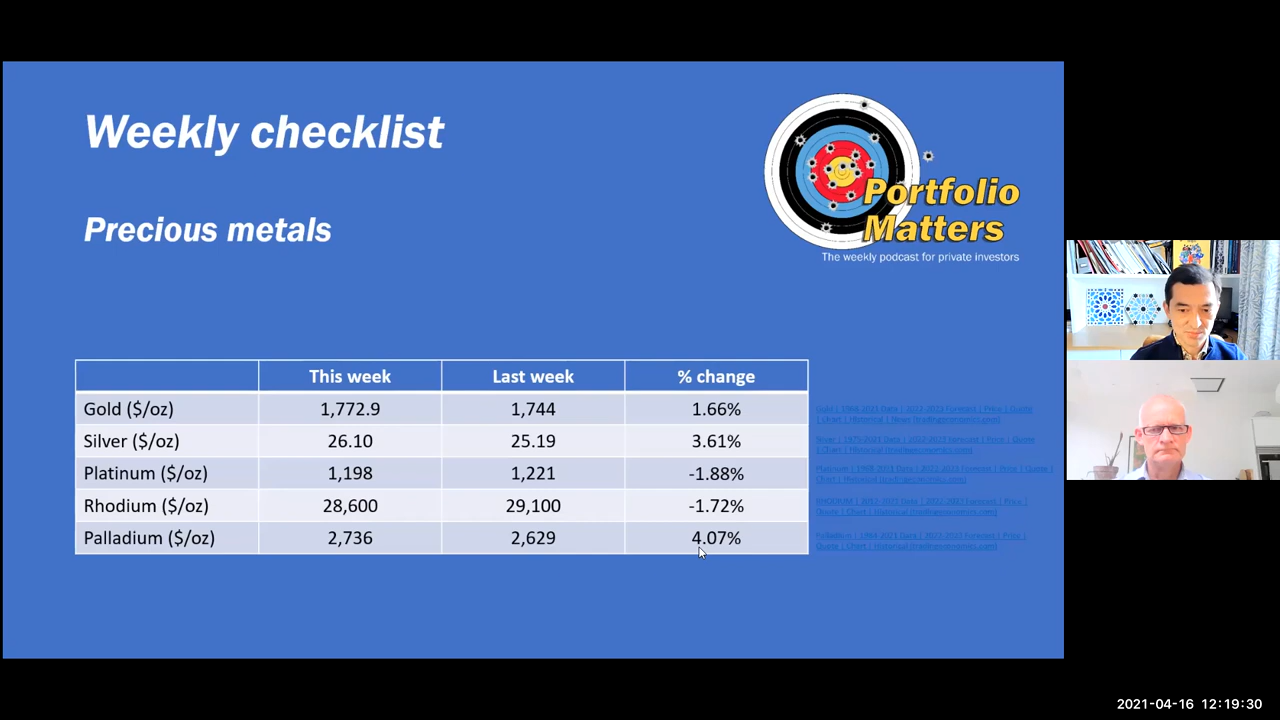 Weekly checklist
Portfolio
Matters
The weekly podcast for private investors
Precious metals
This week Last week % change
Gold ($/oz) 1,772.9 1,744 1.66%
Silver ($/oz) 26.10 25.19 3.61%
Platinum ($/oz) 1,198 1,221 -1.88%
Rhodium ($/oz) 28,600 29,100 -1.72%
Palladium ($/oz) 2,736 2,629 4.07%
2021-04-16 12:19:30